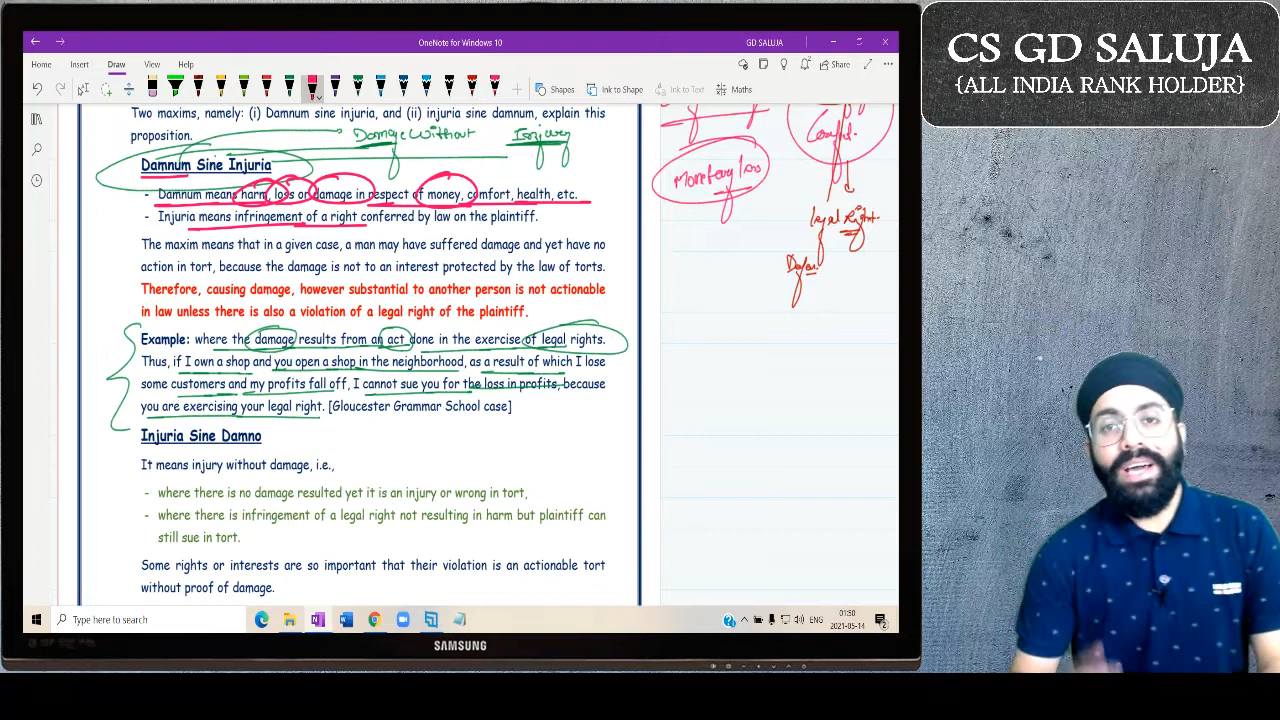 OneNote for Windows 10
GD SALUJA
Home
Insert
Draw
View
Help
Share
Shapes
Ink to Shape
Ink to Text
Maths
Two maxims, namely: (i) Damnum sine injuria, and (ii) injuria sine damnum, explain this
proposition.
Damage Without Injury
Damnum Sine Injuria
- Damnum means harm, loss or damage in respect of money, comfort, health, etc.
- Injuria means infringement of a right conferred by law on the plaintiff.
The maxim means that in a given case, a man may have suffered damage and yet have no
action in tort, because the damage is not to an interest protected by the law of torts.
Therefore, causing damage, however substantial to another person is not actionable
in law unless there is also a violation of a legal right of the plaintiff.
Example: where the damage results from an act done in the exercise of legal rights.
Thus, if I own a shop and you open a shop in the neighborhood, as a result of which I lose
some customers and my profits fall off, I cannot sue you for the loss in profits, because
you are exercising your legal right. [Gloucester Grammar School case]
Injuria Sine Damno
It means injury without damage, i.e.,
- where there is no damage resulted yet it is an injury or wrong in tort,
- where there is infringement of a legal right not resulting in harm but plaintiff can
still sue in tort.
Some rights or interests are so important that their violation is an actionable tort
without proof of damage.
Monetary loss
legal Right
Type here to search
ENG
01:50
2021-05-14
SAMSUNG
CS GD SALUJA
{ALL INDIA RANK HOLDER}